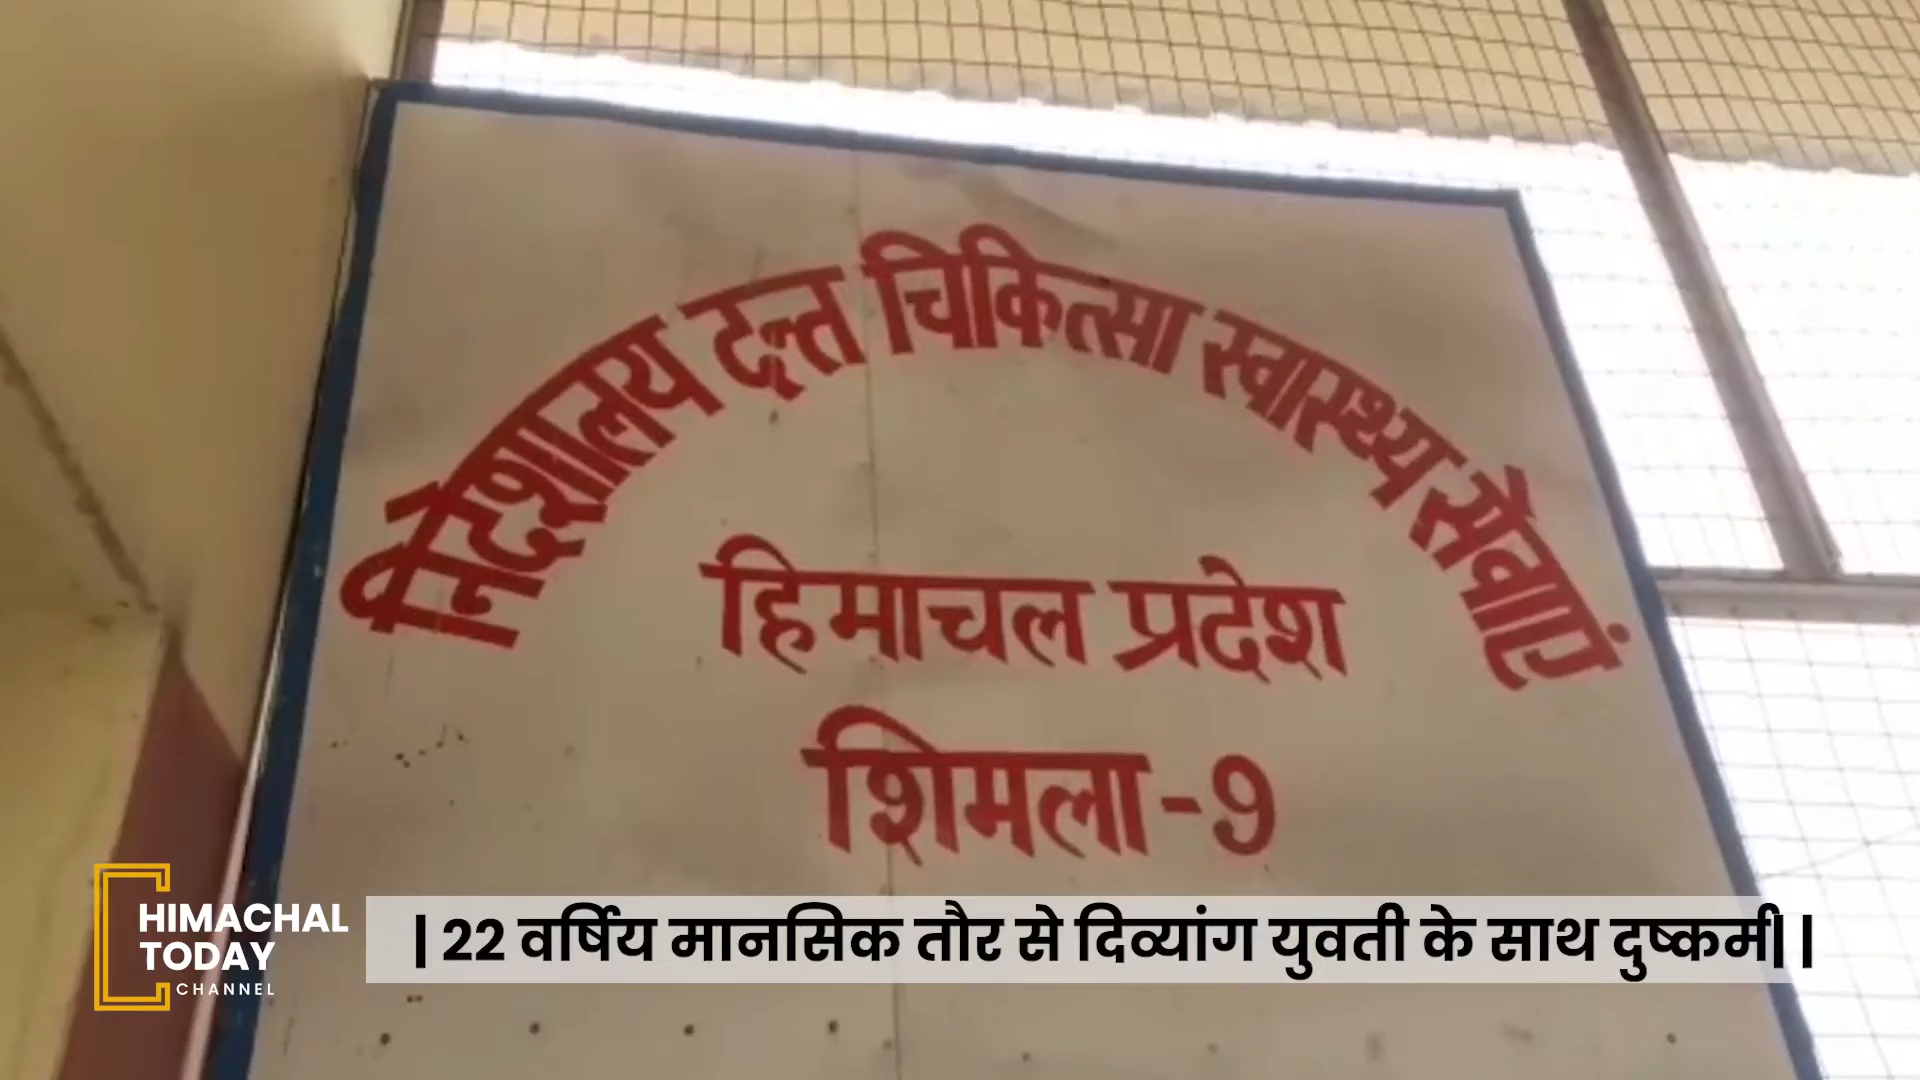 निदेशालय दन्त चिकित्सा स्वास्थ्य सेवाएं
हिमाचल प्रदेश
शिमला-9
HIMACHAL
TODAY
CHANNEL
| 22 वर्षिय मानसिक तौर से दिव्यांग युवती के साथ दुष्कर्म| |